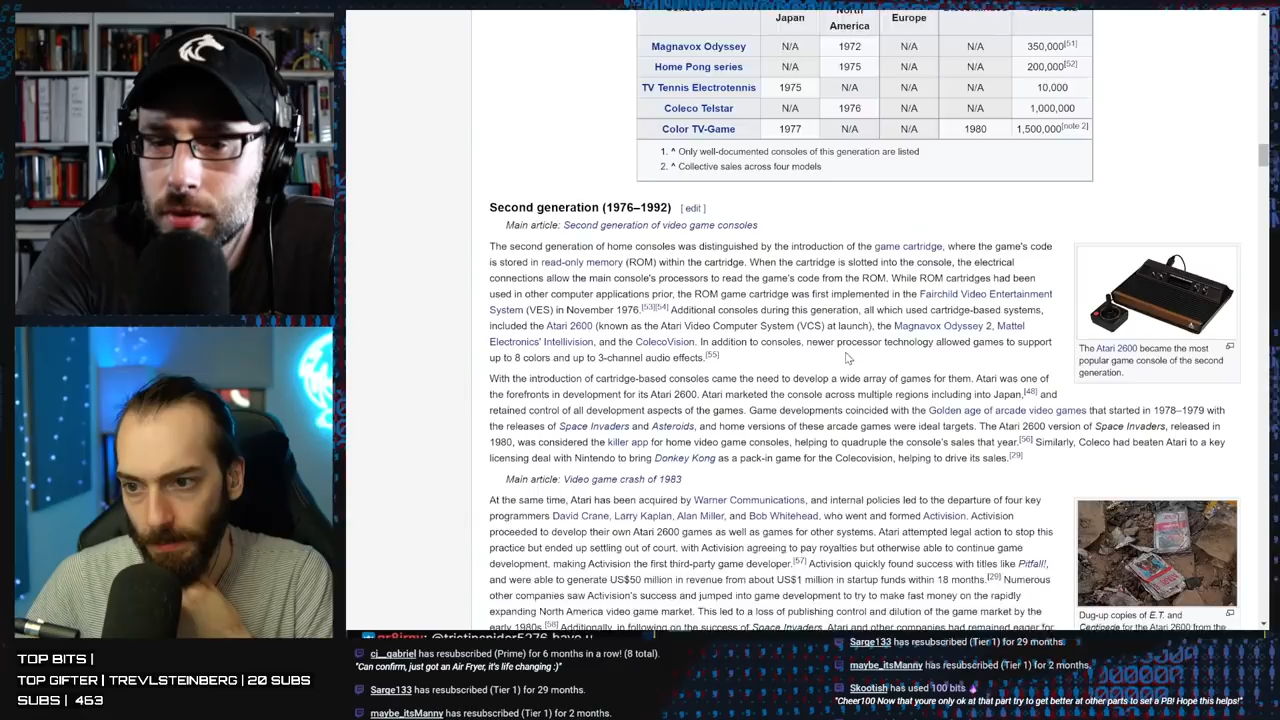 Japan
America
Europe
Magnavox Odyssey N/A 1972 N/A N/A 350,000[51]
Home Pong series N/A 1975 N/A N/A 200,000[52]
TV Tennis Electrotennis 1975 N/A N/A N/A 10,000
Coleco Telstar N/A 1976 N/A N/A 1,000,000
Color TV-Game 1977 N/A N/A 1980 1,500,000[note 2]
1. ^ Only well-documented consoles of this generation are listed
2. ^ Collective sales across four models
Second generation (1976–1992) [ edit ]
Main article: Second generation of video game consoles
The second generation of home consoles was distinguished by the introduction of the game cartridge, where the game's code
is stored in read-only memory (ROM) within the cartridge. When the cartridge is slotted into the console, the electrical
connections allow the main console's processors to read the game's code from the ROM. While ROM cartridges had been
used in other computer applications prior, the ROM game cartridge was first implemented in the Fairchild Video Entertainment
System (VES) in November 1976.[53][54] Additional consoles during this generation, all which used cartridge-based systems,
included the Atari 2600 (known as the Atari Video Computer System (VCS) at launch), the Magnavox Odyssey 2, Mattel
Electronics' Intellivision, and the ColecoVision. In addition to consoles, newer processor technology allowed games to support
up to 8 colors and up to 3-channel audio effects.[55]
The Atari 2600 became the most
popular game console of the second
generation.
With the introduction of cartridge-based consoles came the need to develop a wide array of games for them. Atari was one of
the forefronts in development for its Atari 2600. Atari marketed the console across multiple regions including into Japan,[48] and
retained control of all development aspects of the games. Game developments coincided with the Golden age of arcade video games that started in 1978–1979 with
the releases of Space Invaders and Asteroids, and home versions of these arcade games were ideal targets. The Atari 2600 version of Space Invaders, released in
1980, was considered the killer app for home video game consoles, helping to quadruple the console's sales that year.[56] Similarly, Coleco had beaten Atari to a key
licensing deal with Nintendo to bring Donkey Kong as a pack-in game for the Colecovision, helping to drive its sales.[29]
Main article: Video game crash of 1983
At the same time, Atari has been acquired by Warner Communications, and internal policies led to the departure of four key
programmers David Crane, Larry Kaplan, Alan Miller, and Bob Whitehead, who went and formed Activision. Activision
proceeded to develop their own Atari 2600 games as well as games for other systems. Atari attempted legal action to stop this
practice but ended up settling out of court, with Activision agreeing to pay royalties but otherwise able to continue game
development, making Activision the first third-party game developer.[57] Activision quickly found success with titles like Pitfall!,
and were able to generate US$50 million in revenue from about US$1 million in startup funds within 18 months.[29] Numerous
other companies saw Activision's success and jumped into game development to try to make fast money on the rapidly
expanding North America video game market. This led to a loss of publishing control and dilution of the game market by the
early 1980s.[58] Additionally, in following on the success of Space Invaders, Atari and other companies had remained eager for
Dug-up copies of E.T. and
Centipede for the Atari 2600 from the
TOP BITS |
TOP GIFTER | TREVLSTEINBERG | 20 SUBS
SUBS | 463
cj__gabriel has resubscribed (Prime) for 6 months in a row! (8 total).
"Can confirm, just got an Air Fryer, it's life changing :)"
Sarge133 has resubscribed (Tier 1) for 29 months.
maybe_itsManny has resubscribed (Tier 1) for 2 months.
Sarge133 has resubscribed (Tier 1) for 29 months.
maybe_itsManny has resubscribed (Tier 1) for 2 months.
Skootish has used 100 bits
"Cheer100 Now that youre only ok at that part try to get better at other parts to set a PB! Hope this helps!"